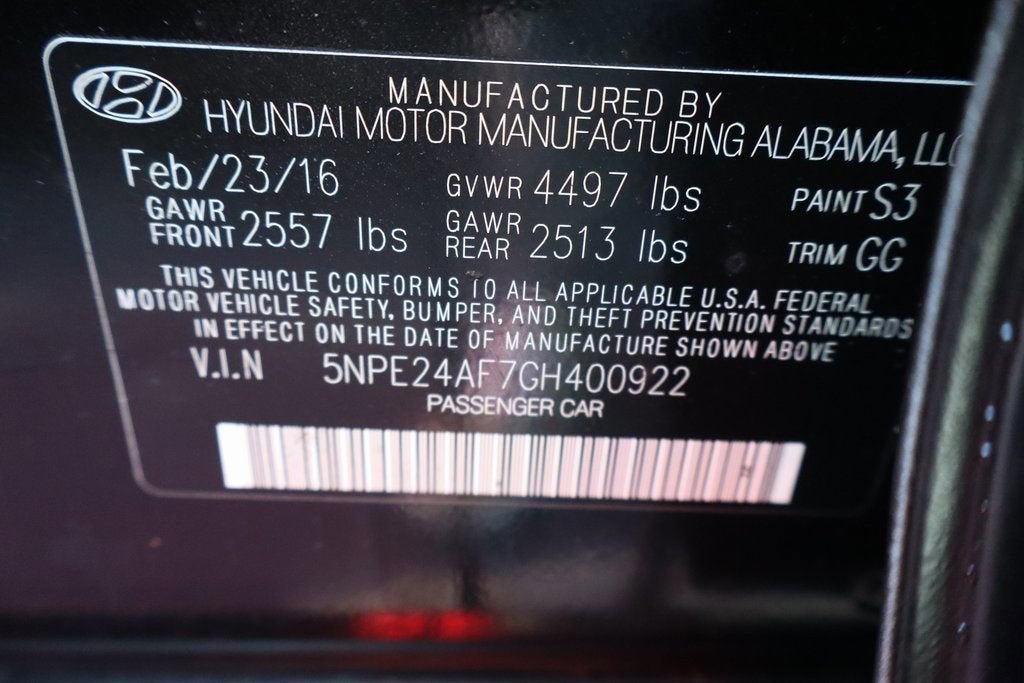 MANUFACTURED BY
HYUNDAI MOTOR MANUFACTURING ALABAMA, LLC
Feb/23/16 GVWR 4497 lbs PAINT S3
GAWR FRONT 2557 lbs GAWR REAR 2513 lbs TRIM GG
THIS VEHICLE CONFORMS TO ALL APPLICABLE U.S.A. FEDERAL
MOTOR VEHICLE SAFETY, BUMPER, AND THEFT PREVENTION STANDARDS
IN EFFECT ON THE DATE OF MANUFACTURE SHOWN ABOVE
V.I.N 5NPE24AF7GH400922
PASSENGER CAR